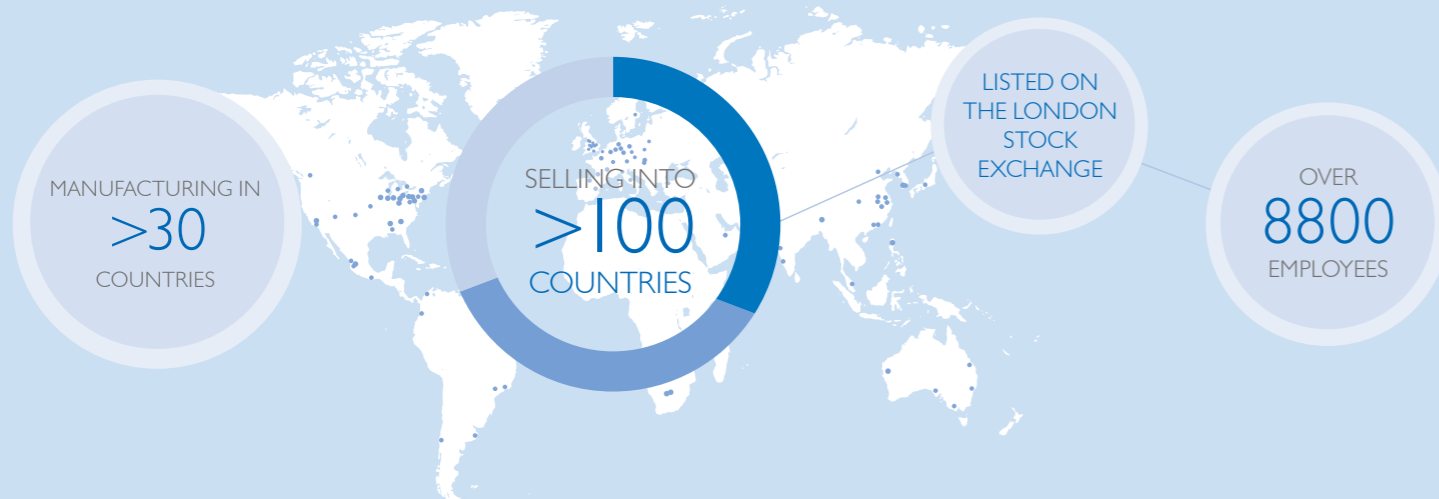 MANUFACTURING IN
>30
COUNTRIES
SELLING INTO
>100
COUNTRIES
LISTED ON
THE LONDON
STOCK
EXCHANGE
OVER
8800
EMPLOYEES